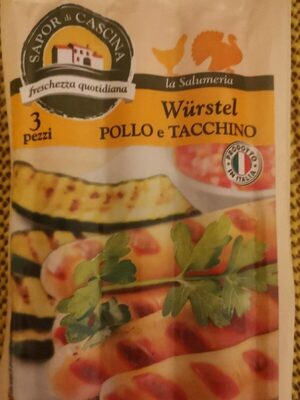 SAPOR di CASCINA
freschezza quotidiana
la Salumeria
Würstel
POLLO e TACCHINO
3
pezzi
PRODOTTO
IN ITALIA